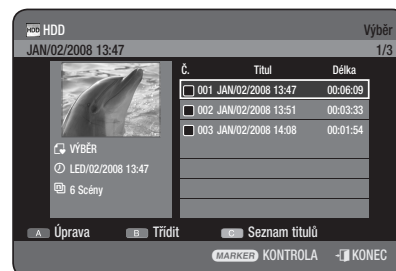 HDD HDD Výběr
JAN/02/2008 13:47 1/3
Č. Titul Délka
001 JAN/02/2008 13:47 00:06:09
002 JAN/02/2008 13:51 00:03:33
003 JAN/02/2008 14:08 00:01:54
VÝBĚR
LED/02/2008 13:47
6 Scény
A Úprava B Třídit C Seznam titulů
MARKER KONTROLA KONEC